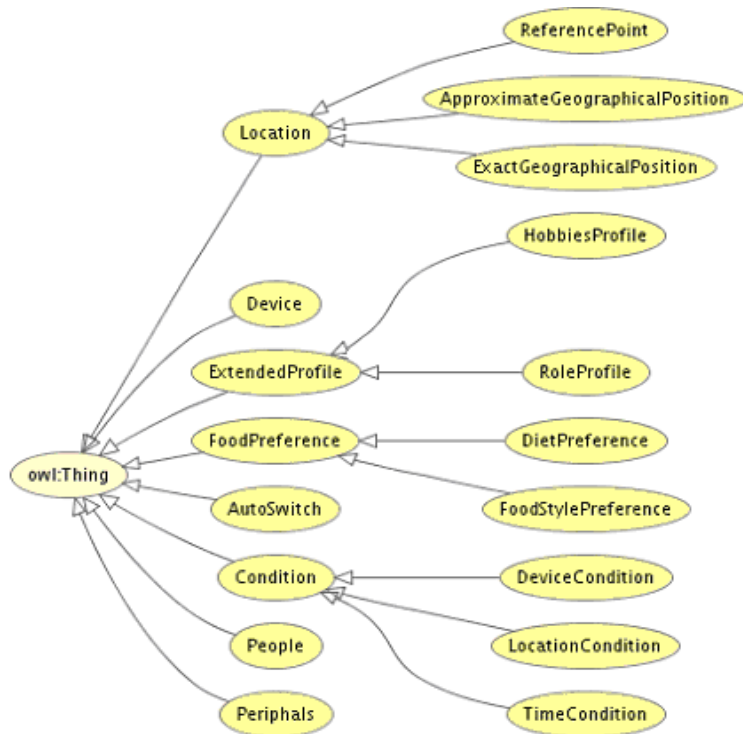 ReferencePoint
ApproximateGeographicalPosition
Location
ExactGeographicalPosition
HobbiesProfile
Device
ExtendedProfile
RoleProfile
FoodPreference
DietPreference
owl:Thing
AutoSwitch
FoodStylePreference
Condition
DeviceCondition
People
LocationCondition
Periphals
TimeCondition